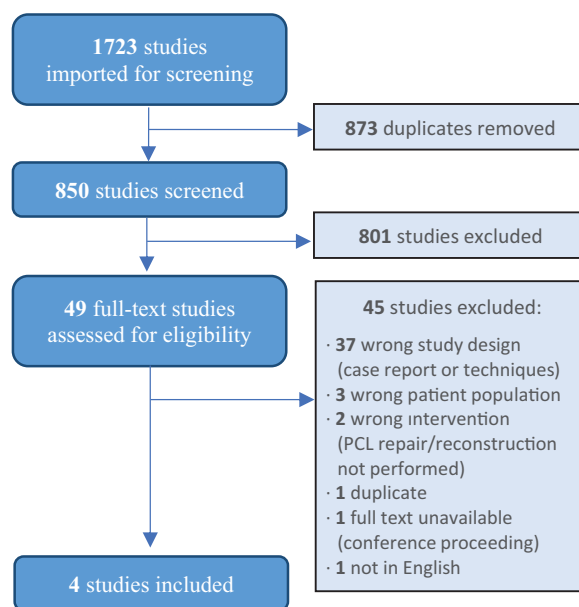 1723 studies
imported for screening
873 duplicates removed
850 studies screened
801 studies excluded
49 full-text studies
assessed for eligibility
45 studies excluded:
· 37 wrong study design
(case report or techniques)
· 3 wrong patient population
· 2 wrong intervention
(PCL repair/reconstruction
not performed)
· 1 duplicate
· 1 full text unavailable
(conference proceeding)
· 1 not in English
4 studies included